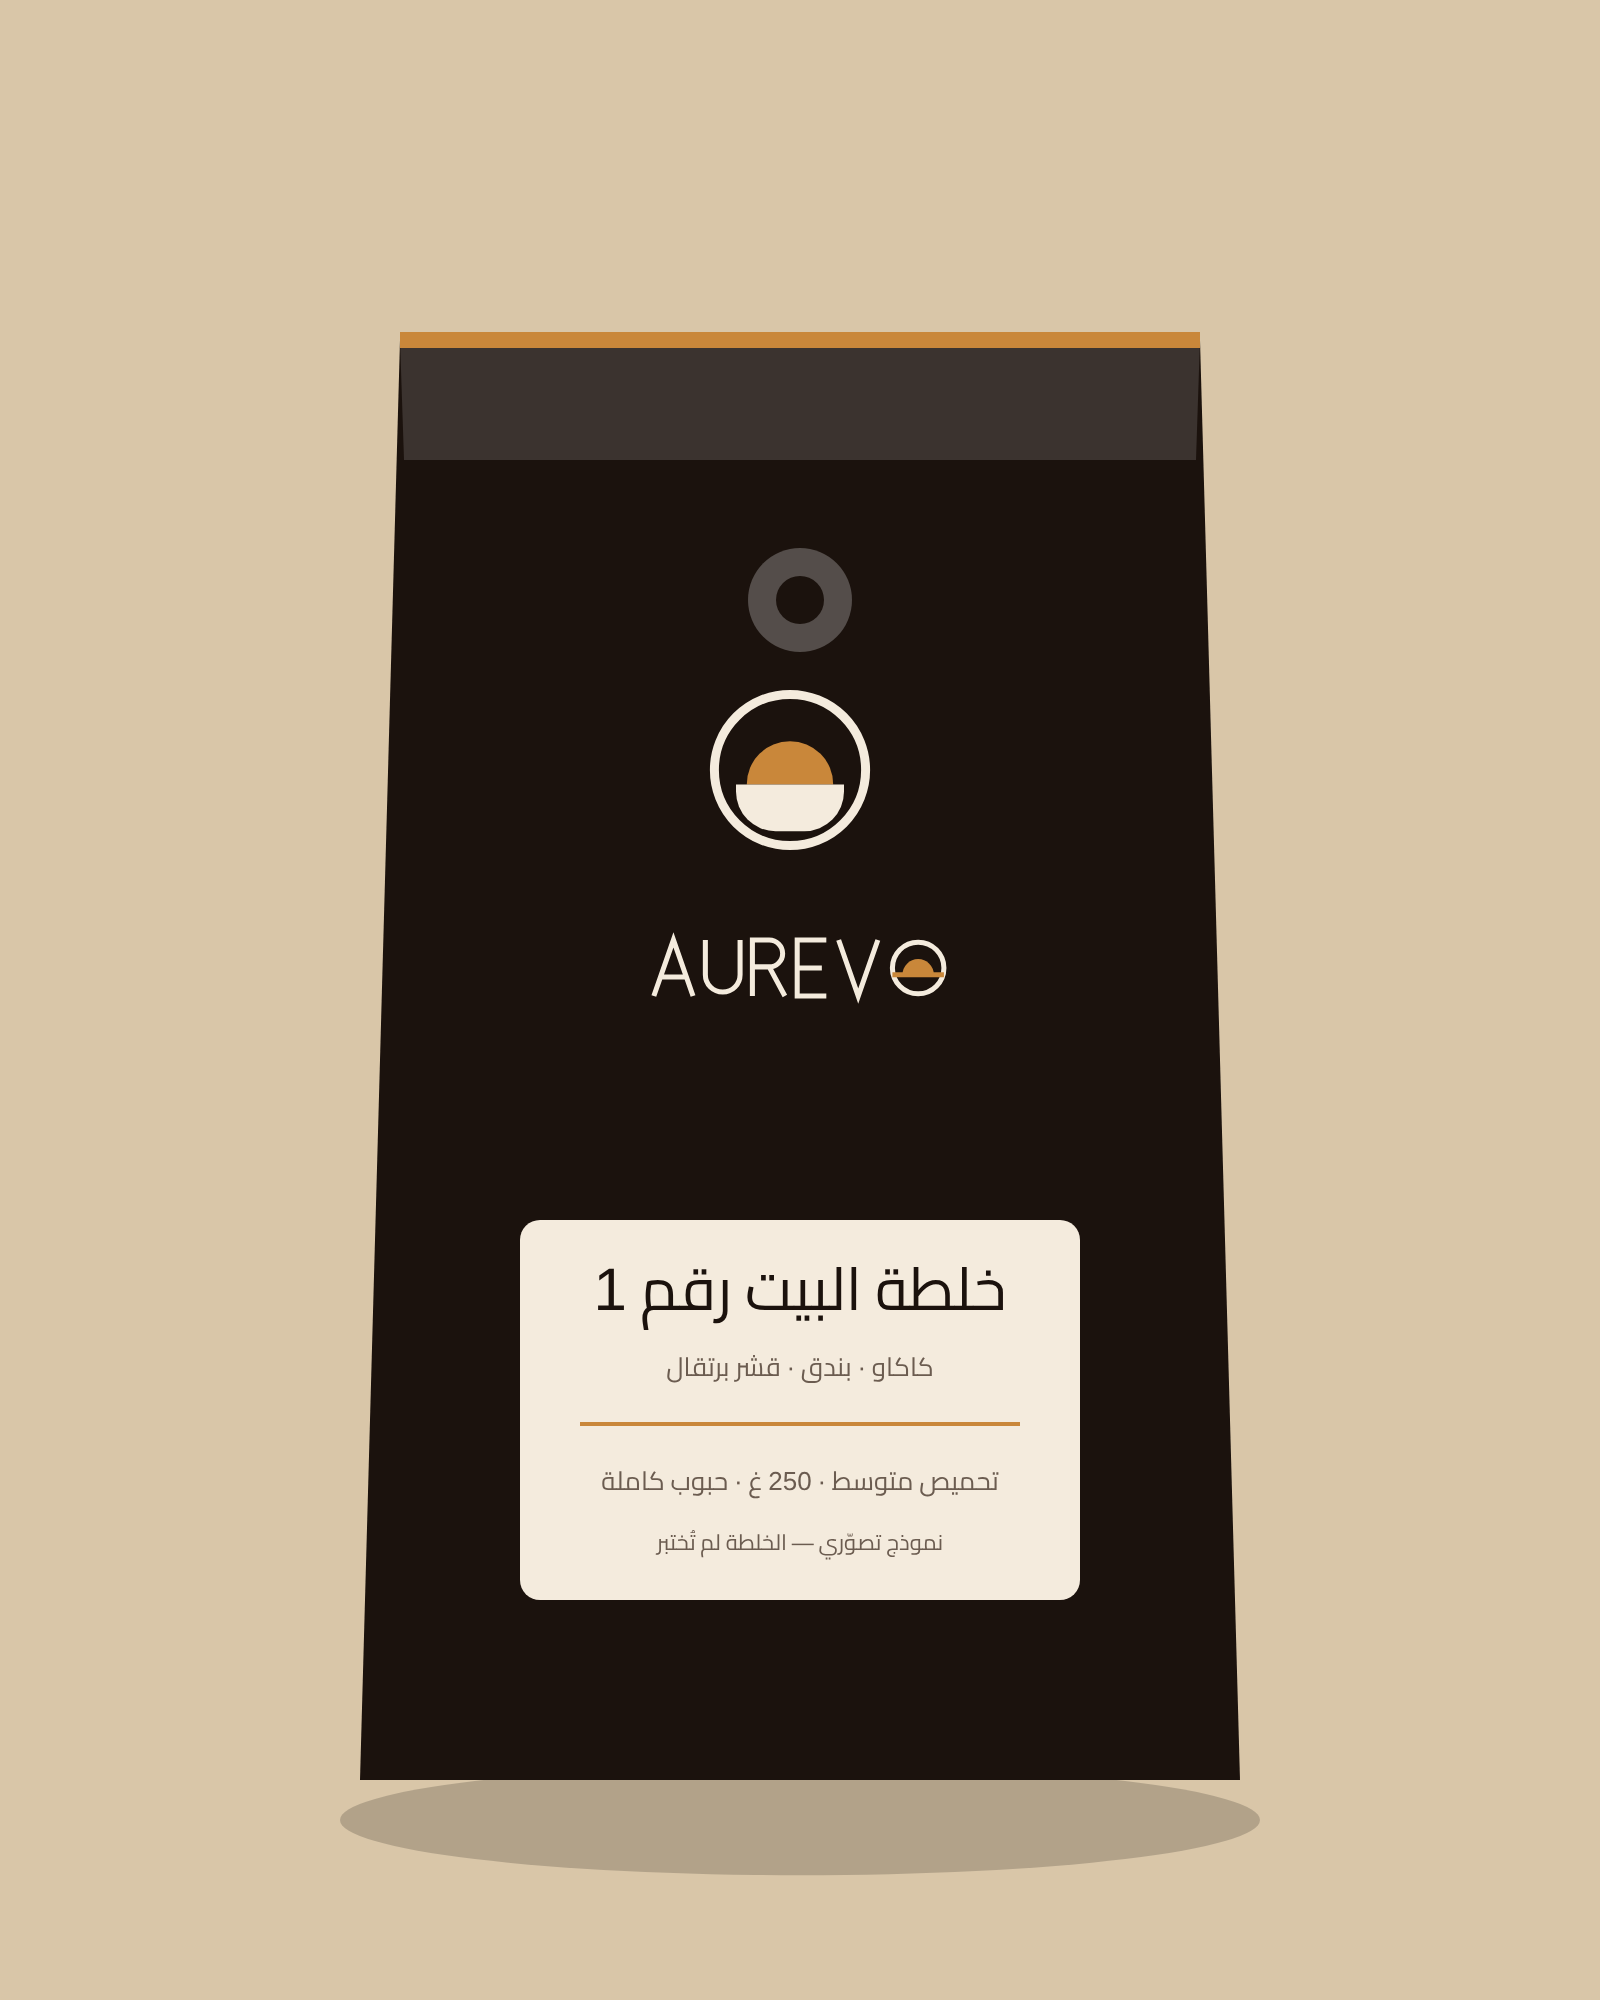 AUREVO
خلطة البيت رقم 1
كاكاو · بندق · قشر برتقال
تحميص متوسط · 250 غ · حبوب كاملة
نموذج تصوّري — الخلطة لم تُختبر